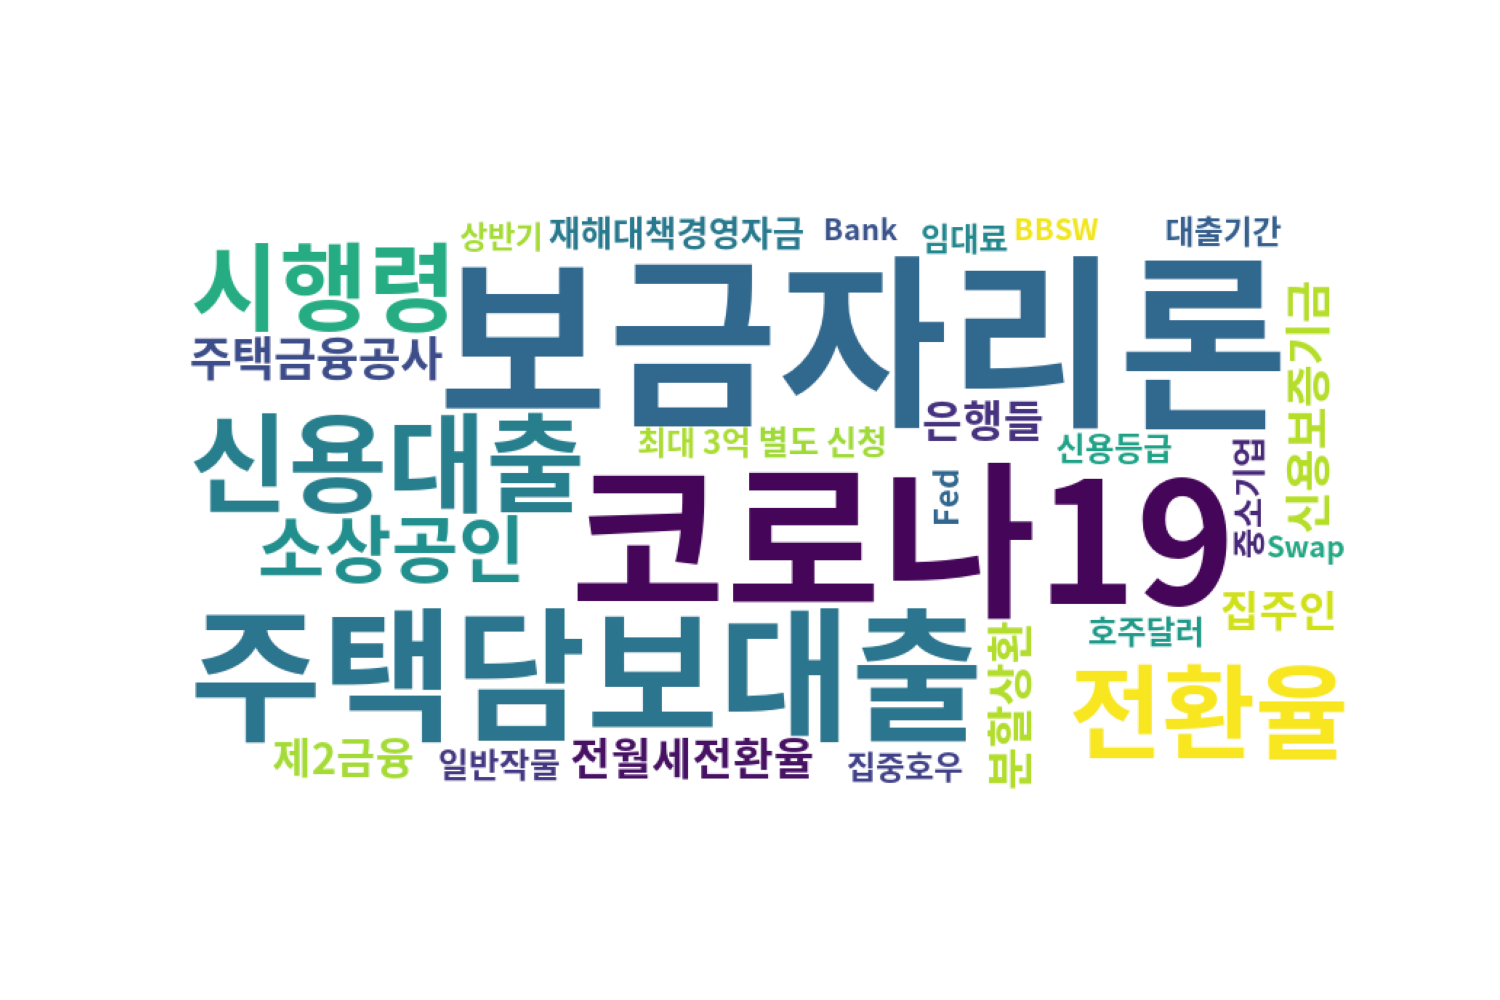 상반기
재해대책경영자금
Bank
임대료
BBSW
대출기간
시행령
보금자리론
주택금융공사
신용보증기금
은행들
신용대출
최대 3억 별도 신청
신용등급
중소기업
Fed
코로나19
소상공인
Swap
집주인
호주달러
주택담보대출
분할상환
전환율
제2금융
일반작물
전월세전환율
집중호우